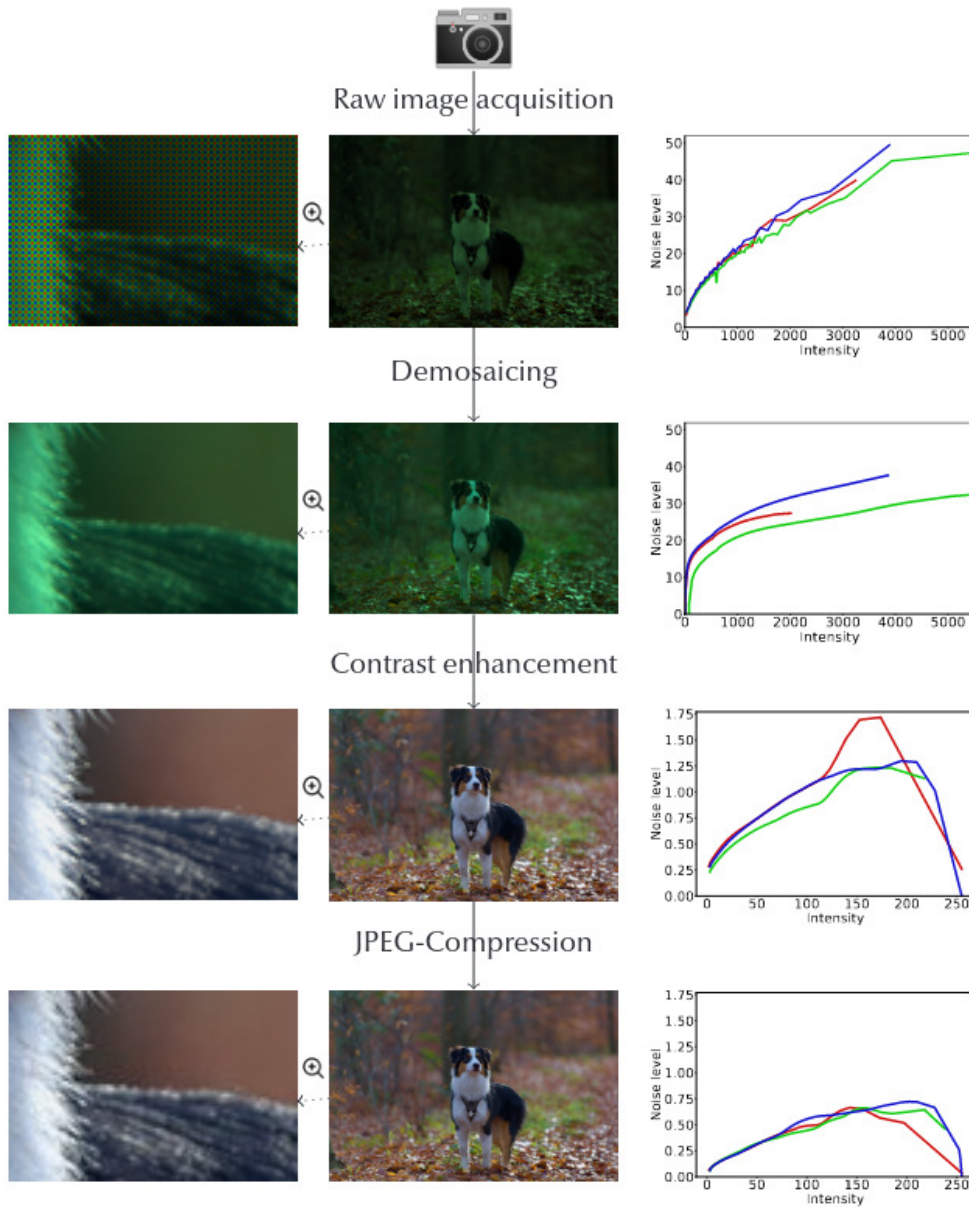 Raw image acquisition
50
40
30
20
10
0
Noise level
0 1000 2000 3000 4000 5000
Intensity
Demosaicing
50
40
30
20
10
0
Noise level
0 1000 2000 3000 4000 5000
Intensity
Contrast enhancement
1.75
1.50
1.25
1.00
0.75
0.50
0.25
0.00
Noise level
0 50 100 150 200 250
Intensity
JPEG-Compression
1.75
1.50
1.25
1.00
0.75
0.50
0.25
0.00
Noise level
0 50 100 150 200 250
Intensity